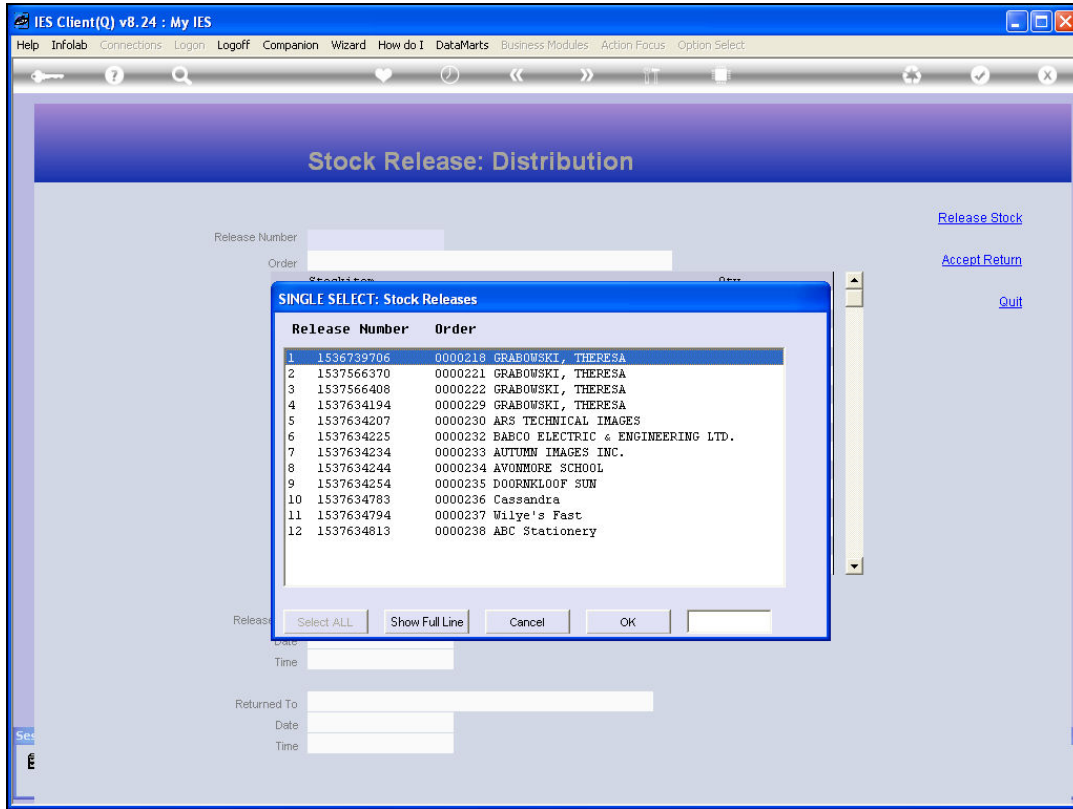 IES Client(Q) v8.24 : My IES
Help Infolab Connections Logon Logoff Companion Wizard How do I DataMarts Business Modules Action Focus Option Select
Stock Release: Distribution
Release Stock
Release Number
Order
Accept Return
Stockitem Qty
SINGLE SELECT: Stock Releases
Quit
Release Number Order
1 1536739706 0000218 GRABOWSKI, THERESA
2 1537566370 0000221 GRABOWSKI, THERESA
3 1537566408 0000222 GRABOWSKI, THERESA
4 1537634194 0000229 GRABOWSKI, THERESA
5 1537634207 0000230 ARS TECHNICAL IMAGES
6 1537634225 0000232 BABCO ELECTRIC & ENGINEERING LTD.
7 1537634234 0000233 AUTUMN IMAGES INC.
8 1537634244 0000234 AVONMORE SCHOOL
9 1537634254 0000235 DOORNKLOOF SUN
10 1537634783 0000236 Cassandra
11 1537634794 0000237 Wilye's Fast
12 1537634813 0000238 ABC Stationery
Release
Select ALL Show Full Line Cancel OK
Date
Time
Returned To
Date
Time
Ses